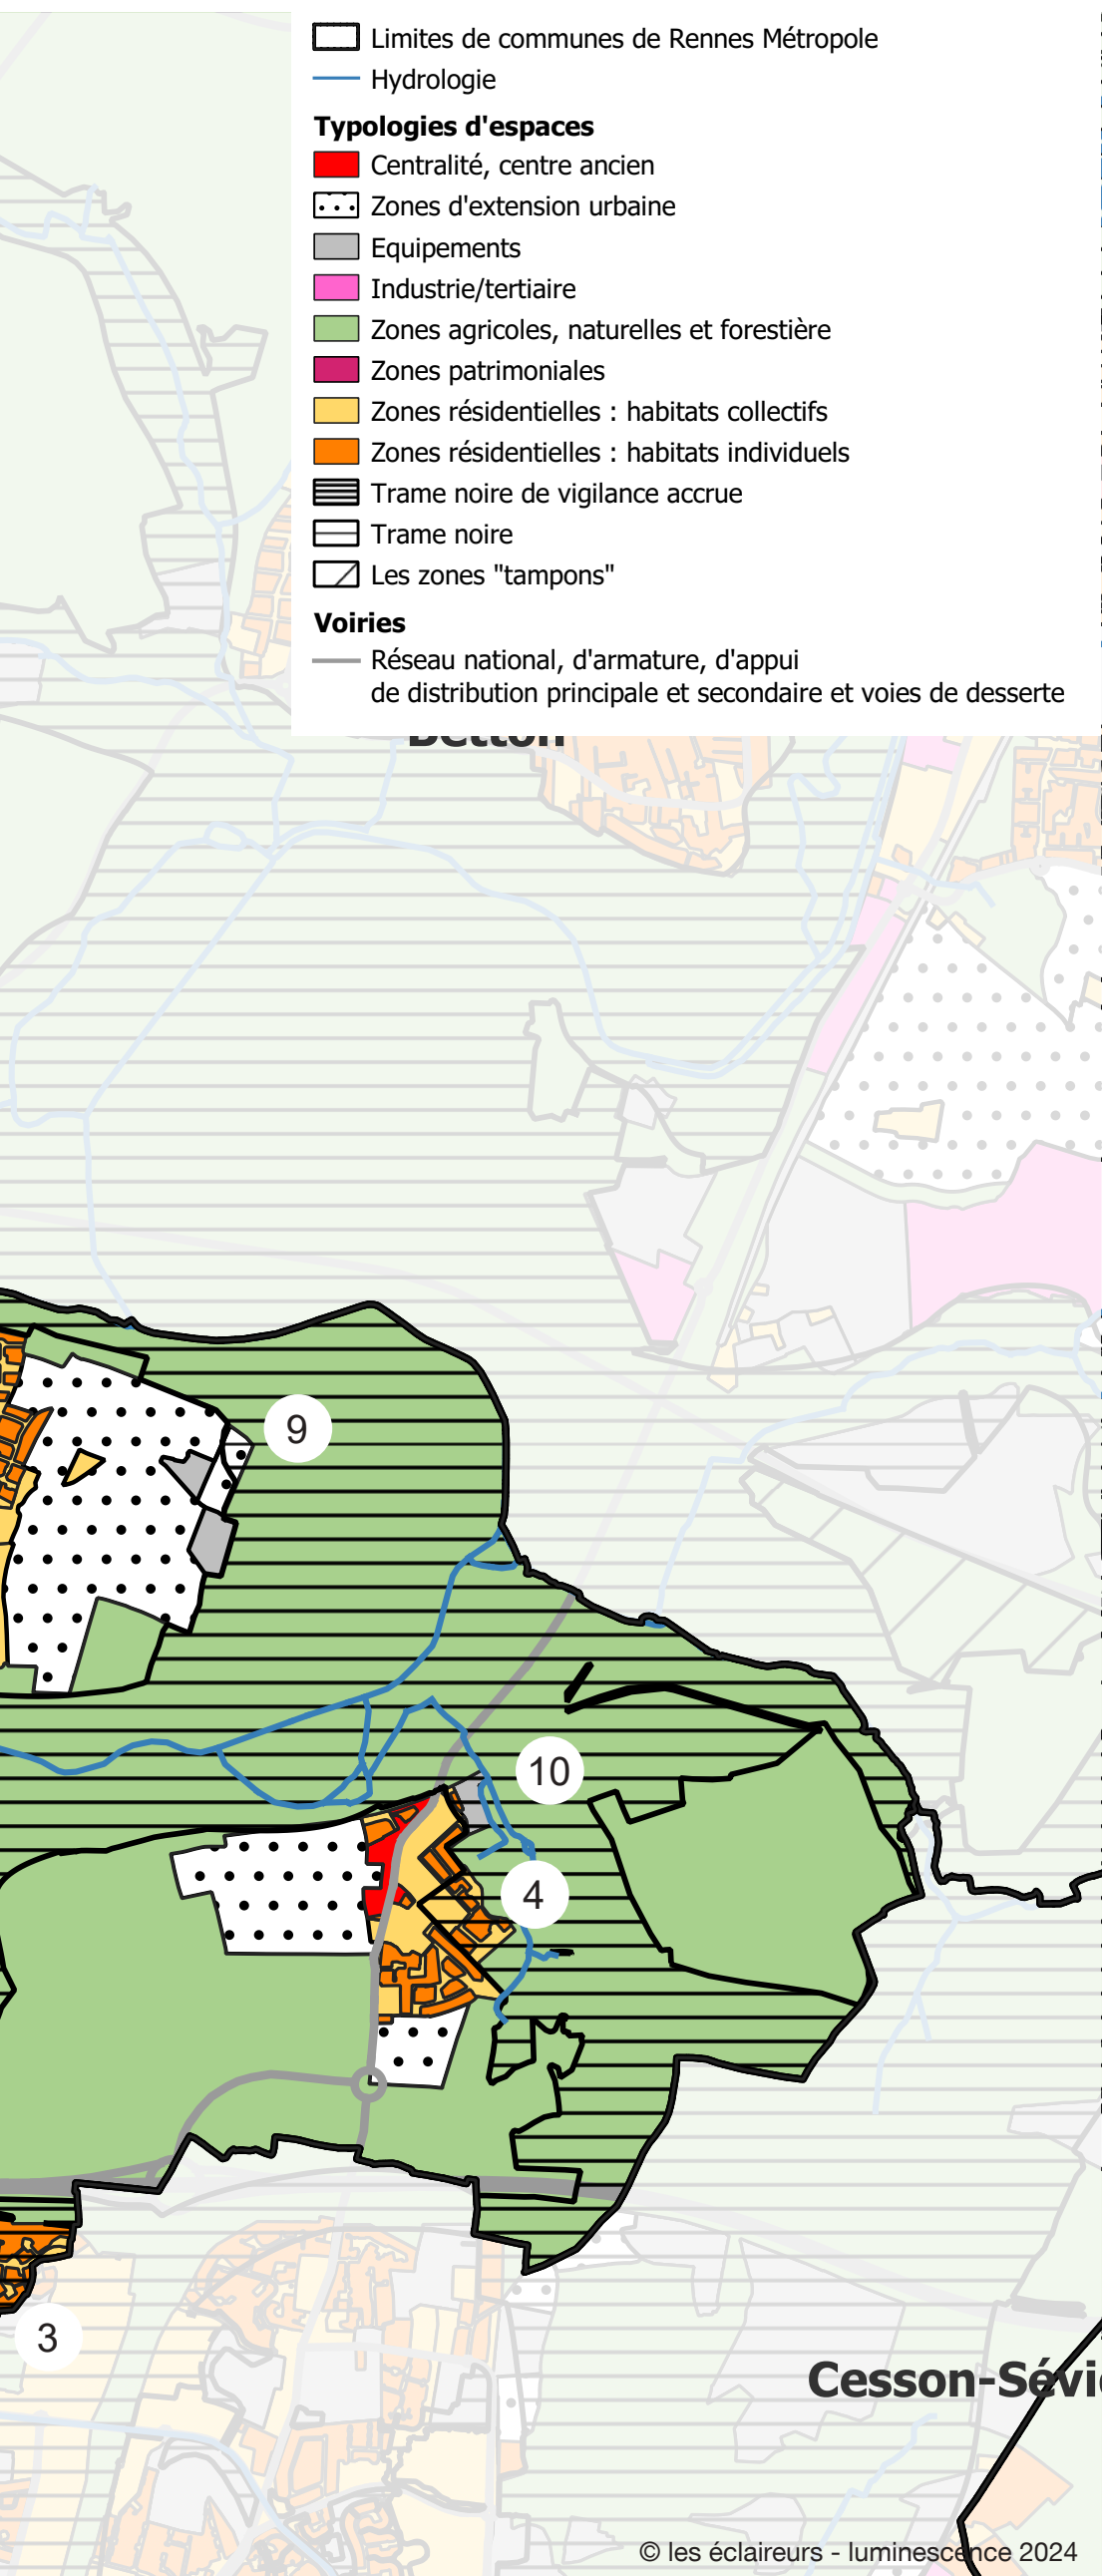 Limites de communes de Rennes Métropole
Hydrologie
Typologies d'espaces
Centralité, centre ancien
Zones d'extension urbaine
Equipements
Industrie/tertiaire
Zones agricoles, naturelles et forestière
Zones patrimoniales
Zones résidentielles : habitats collectifs
Zones résidentielles : habitats individuels
Trame noire de vigilance accrue
Trame noire
Les zones "tampons"
Voiries
Réseau national, d'armature, d'appui
de distribution principale et secondaire et voies de desserte
Betton
9
10
4
3
Cesson-Sévi
© les éclaireurs - luminescence 2024